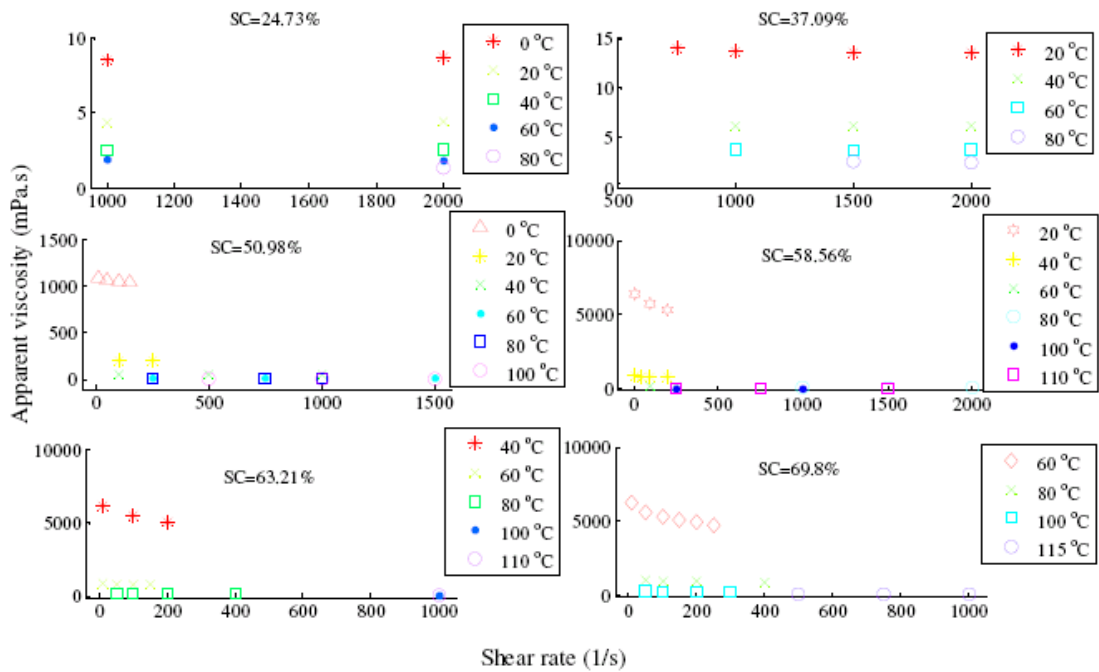 SC=24.73%
10
5
0
1000 1200 1400 1600 1800 2000
0 °C
20 °C
40 °C
60 °C
80 °C
SC=37.09%
15
10
5
0
500 1000 1500 2000
20 °C
40 °C
60 °C
80 °C
Apparent viscosity (mPa.s)
SC=50.98%
1500
1000
500
0
0 500 1000 1500
0 °C
20 °C
40 °C
60 °C
80 °C
100 °C
SC=58.56%
10000
5000
0
0 500 1000 1500 2000
20 °C
40 °C
60 °C
80 °C
100 °C
110 °C
SC=63.21%
10000
5000
0
0 200 400 600 800 1000
40 °C
60 °C
80 °C
100 °C
110 °C
SC=69.8%
10000
5000
0
0 200 400 600 800 1000
60 °C
80 °C
100 °C
115 °C
Shear rate (1/s)